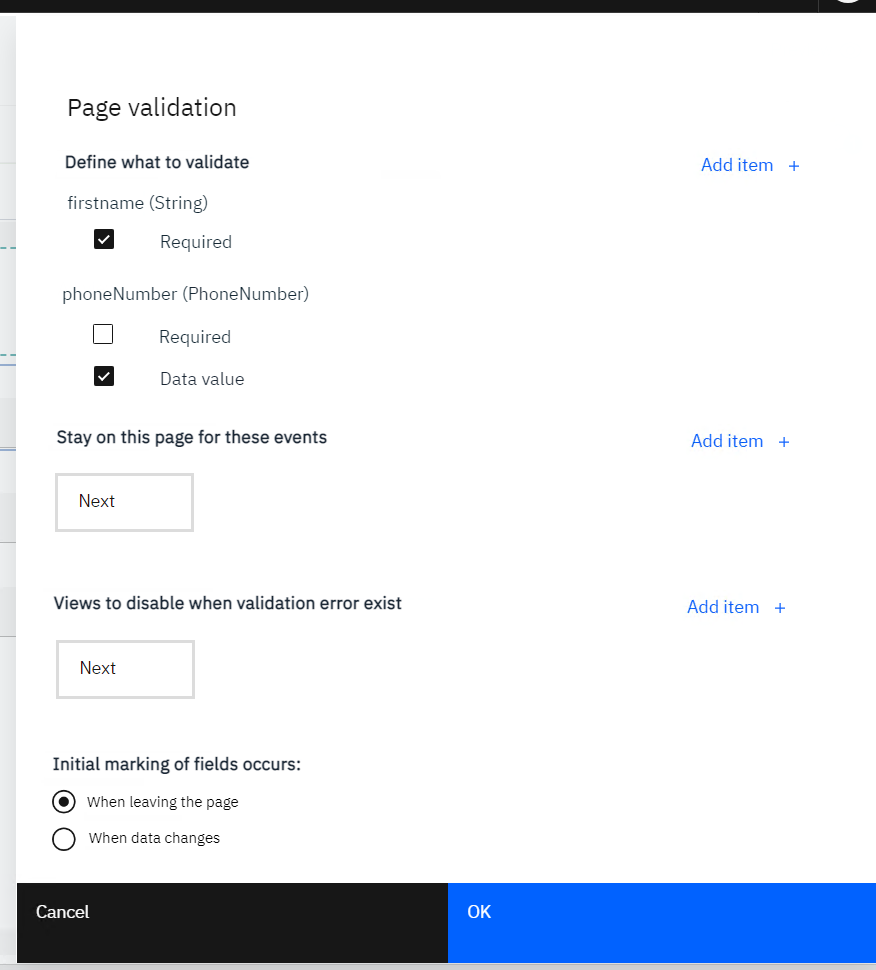 Page validation
Define what to validate
Add item +
firstname (String)
Required
phoneNumber (PhoneNumber)
Required
Data value
Stay on this page for these events
Add item +
Next
Views to disable when validation error exist
Add item +
Next
Initial marking of fields occurs:
When leaving the page
When data changes
Cancel
OK